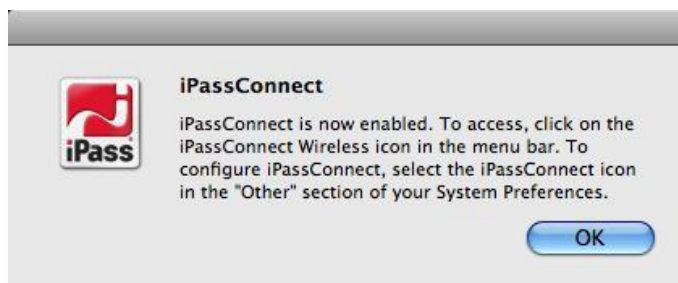 iPassConnect
iPassConnect is now enabled. To access, click on the
iPassConnect Wireless icon in the menu bar. To
configure iPassConnect, select the iPassConnect icon
in the "Other" section of your System Preferences.
iPass
OK